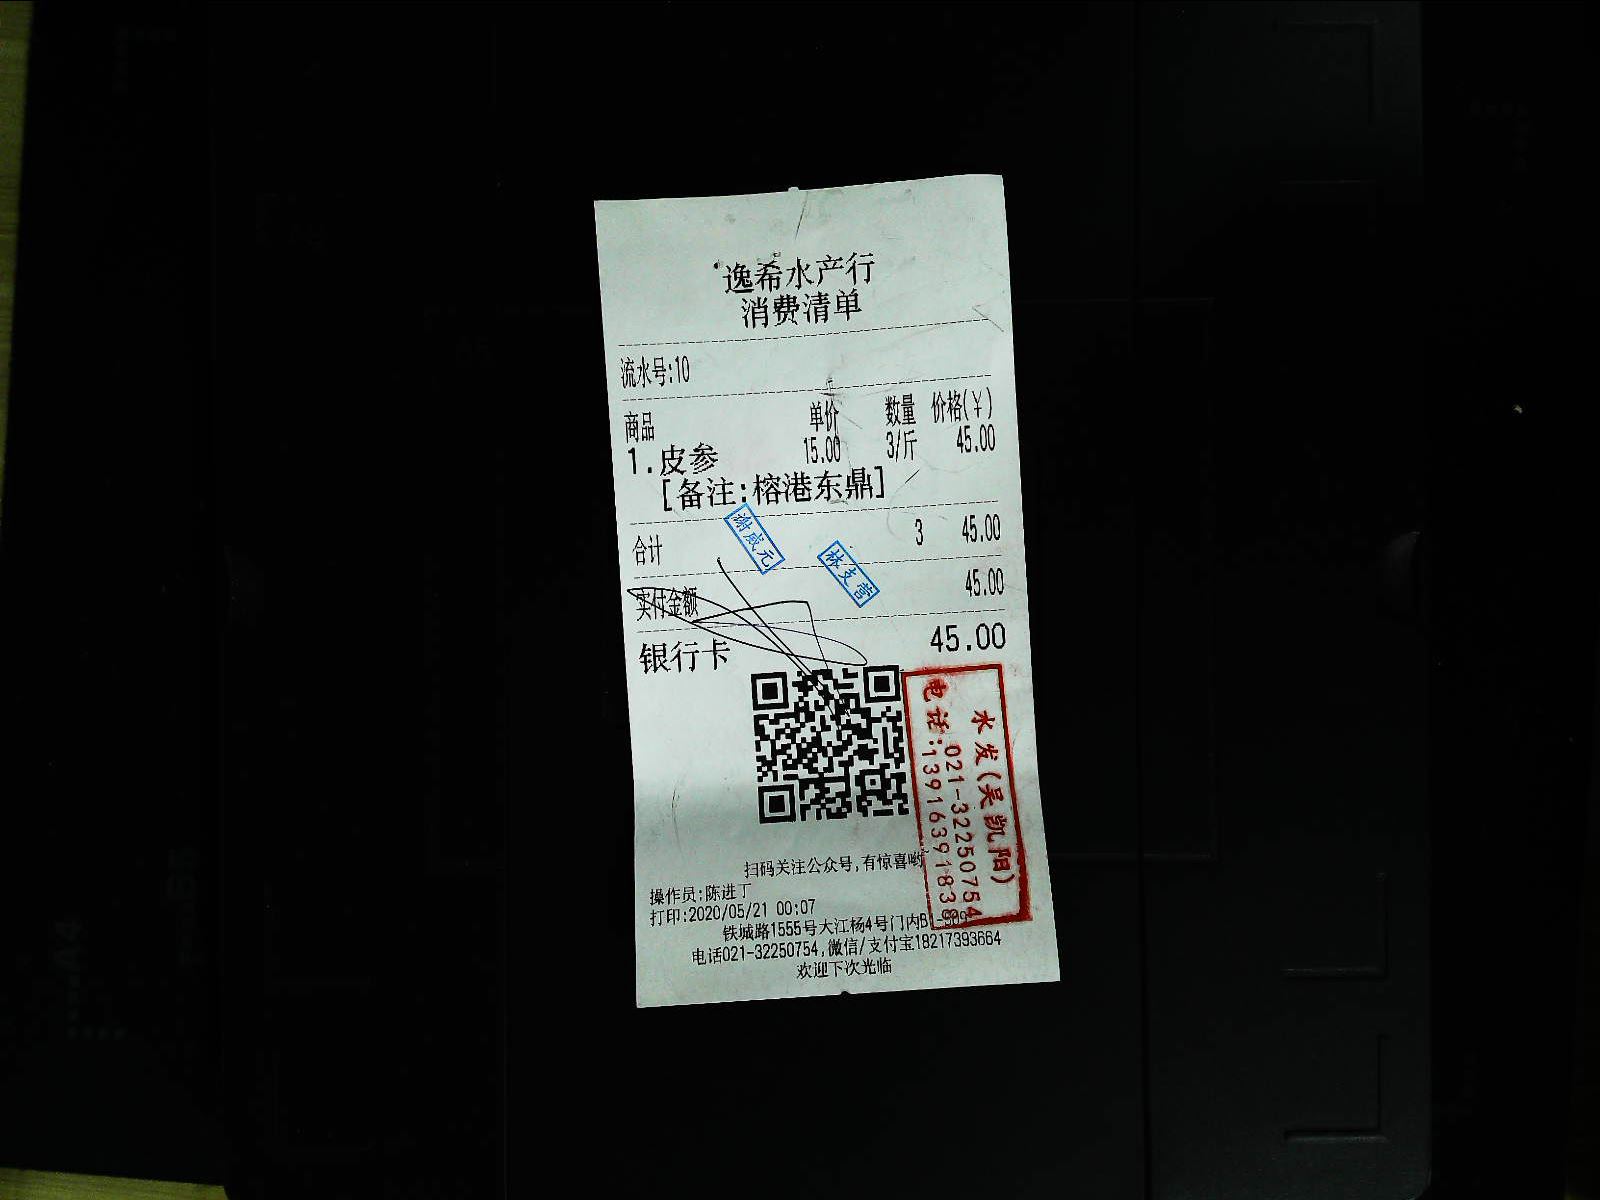 逸希水产行
消费清单
流水号:10
商品 单价 数量 价格(¥)
1.皮参 15.00 3/斤 45.00
[备注:榕港东鼎]
合计 3 45.00
谢威元
林支营
实付金额 45.00
银行卡 45.00
水发(吴凯阳)
电话:021-32250754
13916391838
扫码关注公众号,有惊喜哟~
操作员:陈进丁
打印:2020/05/21 00:07
铁城路1555号大江杨4号门内B1-
电话021-32250754,微信/支付宝18217393664
欢迎下次光临